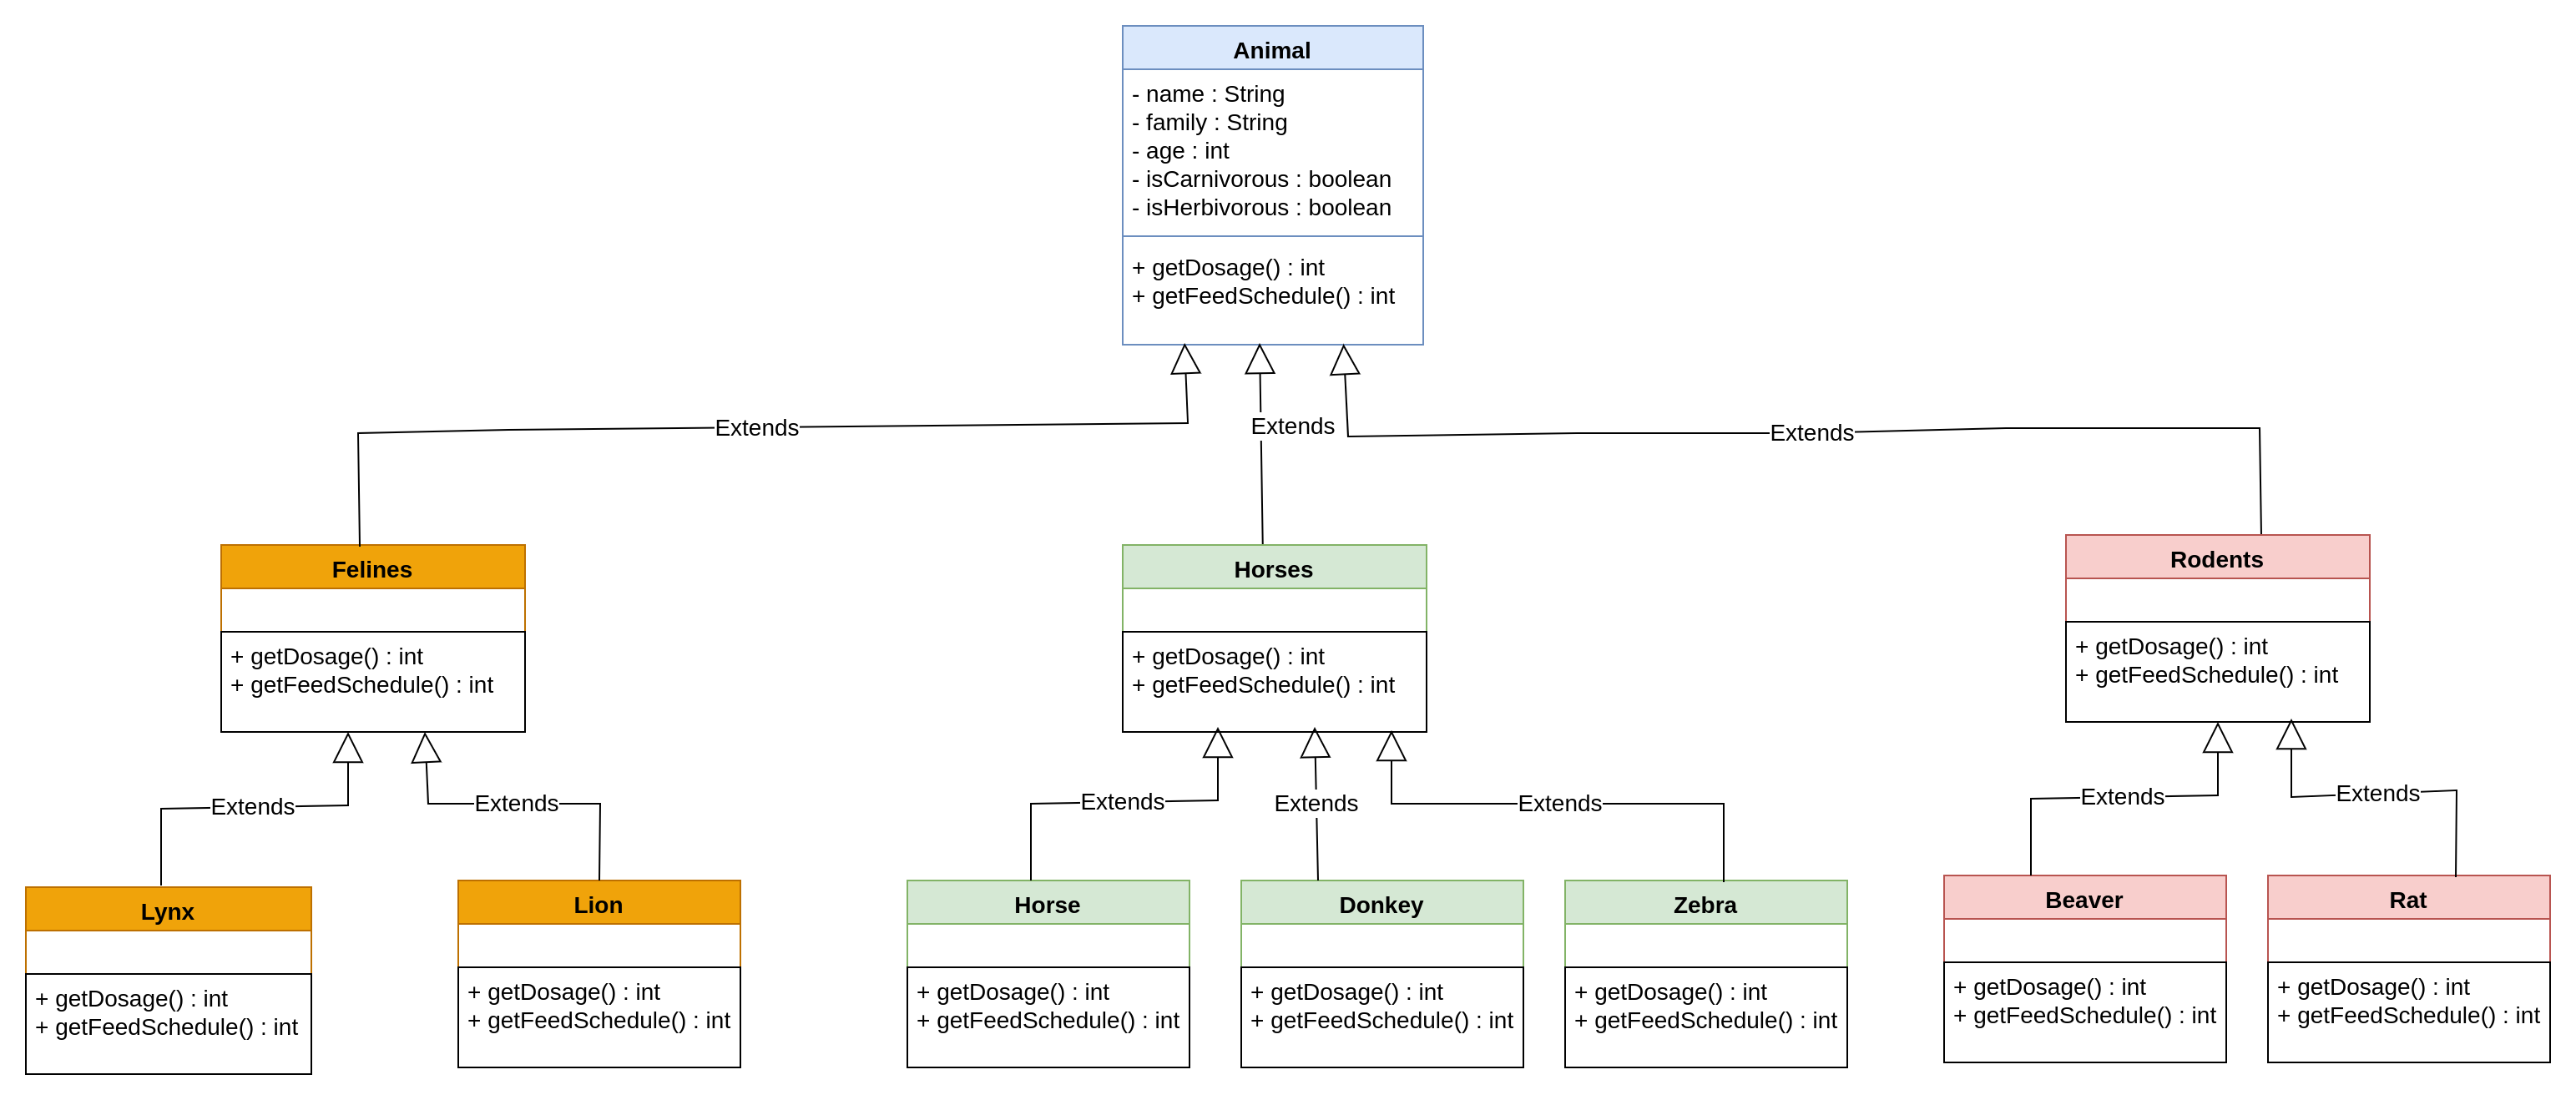 Animal
- name : String
- family : String
- age : int
- isCarnivorous : boolean
- isHerbivorous : boolean
+ getDosage() : int
+ getFeedSchedule() : int
Extends
Extends
Extends
Felines
+ getDosage() : int
+ getFeedSchedule() : int
Horses
+ getDosage() : int
+ getFeedSchedule() : int
Rodents
+ getDosage() : int
+ getFeedSchedule() : int
Extends
Extends
Extends
Extends
Extends
Extends
Extends
Lynx
+ getDosage() : int
+ getFeedSchedule() : int
Lion
+ getDosage() : int
+ getFeedSchedule() : int
Horse
+ getDosage() : int
+ getFeedSchedule() : int
Donkey
+ getDosage() : int
+ getFeedSchedule() : int
Zebra
+ getDosage() : int
+ getFeedSchedule() : int
Beaver
+ getDosage() : int
+ getFeedSchedule() : int
Rat
+ getDosage() : int
+ getFeedSchedule() : int